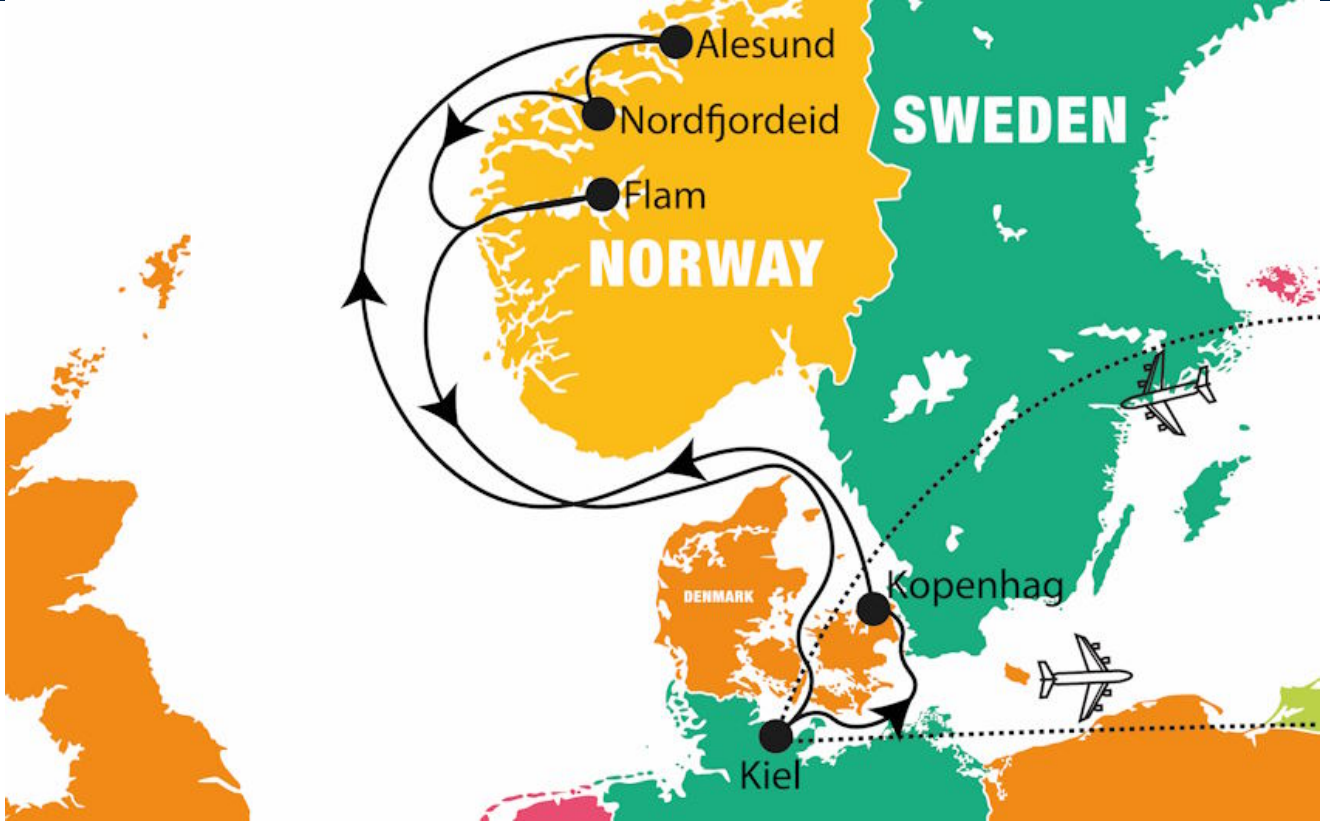 Alesund
Nordfjordeid
SWEDEN
Flam
NORWAY
Kopenhag
DENMARK
Kiel